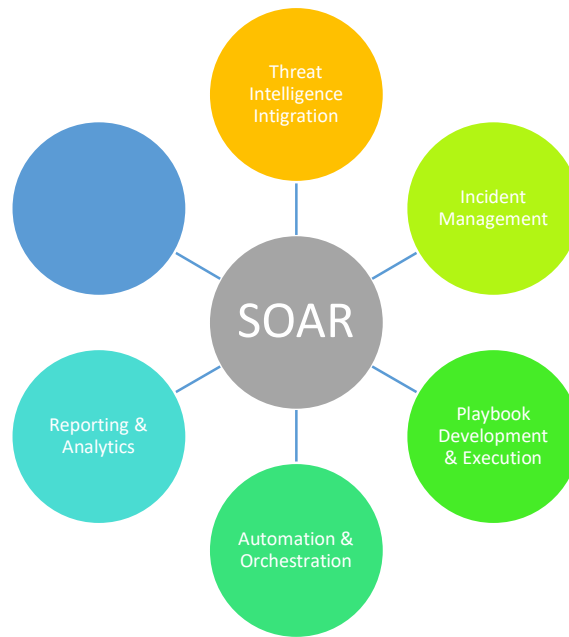 Threat
Intelligence
Intigration
Incident
Management
SOAR
Playbook
Development
& Execution
Reporting &
Analytics
Automation &
Orchestration